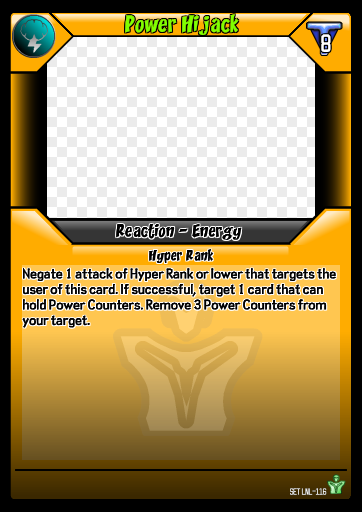 Power Hijack
8
Reaction - Energy
Hyper Rank
Negate 1 attack of Hyper Rank or lower that targets the
user of this card. If successful, target 1 card that can
hold Power Counters. Remove 3 Power Counters from
your target.
SET LNL-116